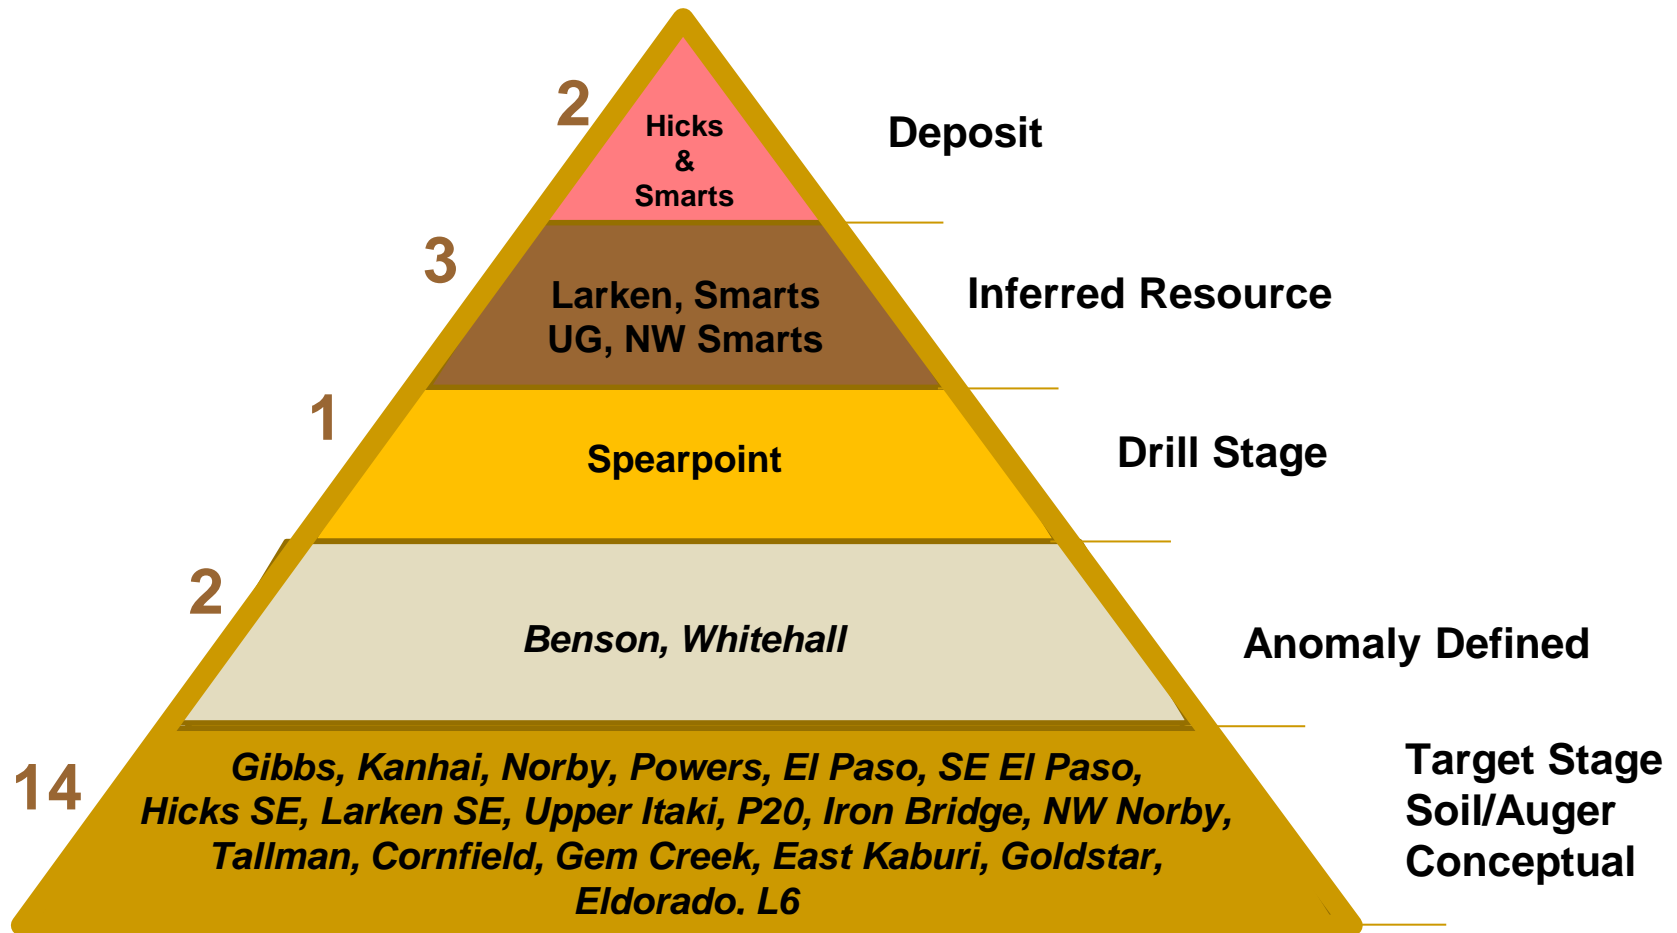 2
Hicks
&
Smarts
Deposit
3
Larken, Smarts
UG, NW Smarts
Inferred Resource
1
Spearpoint
Drill Stage
2
Benson, Whitehall
Anomaly Defined
14
Gibbs, Kanhai, Norby, Powers, El Paso, SE El Paso,
Hicks SE, Larken SE, Upper Itaki, P20, Iron Bridge, NW Norby,
Tallman, Cornfield, Gem Creek, East Kaburi, Goldstar,
Eldorado. L6
Target Stage
Soil/Auger
Conceptual